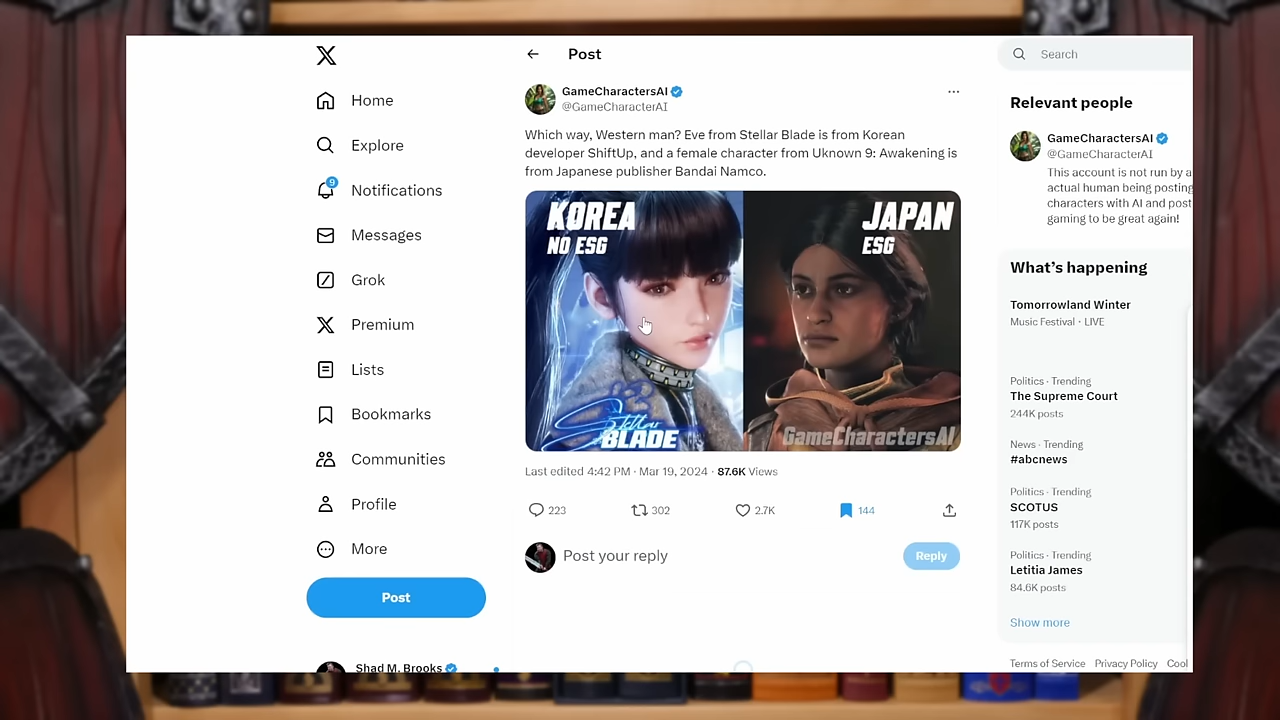 Home
Explore
9
Notifications
Messages
Grok
Premium
Lists
Bookmarks
Communities
Profile
More
Post
Shad M. Brooks
Post
GameCharactersAI
@GameCharacterAI
Which way, Western man? Eve from Stellar Blade is from Korean
developer ShiftUp, and a female character from Uknown 9: Awakening is
from Japanese publisher Bandai Namco.
KOREA
NO ESG
JAPAN
ESG
Stellar
BLADE
GameCharactersAI
Last edited 4:42 PM · Mar 19, 2024 · 87.6K Views
223
302
2.7K
144
Post your reply
Reply
Search
Relevant people
GameCharactersAI
@GameCharacterAI
This account is not run by a
actual human being posting
characters with AI and post
gaming to be great again!
What's happening
Tomorrowland Winter
Music Festival · LIVE
Politics · Trending
The Supreme Court
244K posts
News · Trending
#abcnews
Politics · Trending
SCOTUS
117K posts
Politics · Trending
Letitia James
84.6K posts
Show more
Terms of Service Privacy Policy Cool